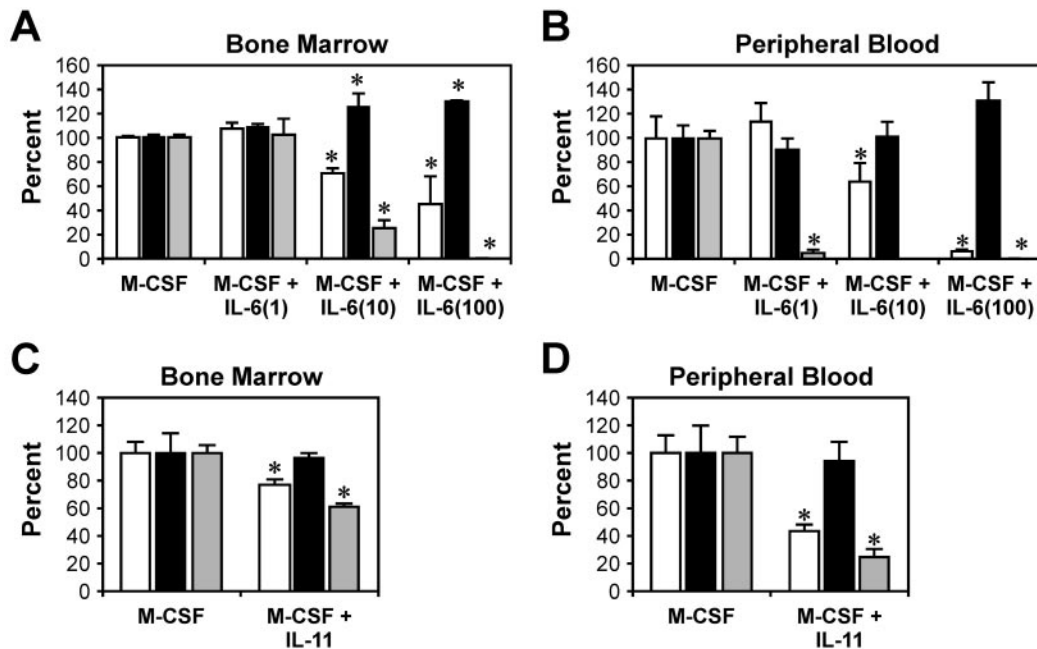 A
Bone Marrow
Percent
160
140
120
100
80
60
40
20
0
* * * * * *
M-CSF M-CSF + M-CSF + M-CSF +
IL-6(1) IL-6(10) IL-6(100)
B
Peripheral Blood
Percent
160
140
120
100
80
60
40
20
0
* * * *
M-CSF M-CSF + M-CSF + M-CSF +
IL-6(1) IL-6(10) IL-6(100)
C
Bone Marrow
Percent
140
120
100
80
60
40
20
0
* *
M-CSF M-CSF +
IL-11
D
Peripheral Blood
Percent
140
120
100
80
60
40
20
0
* *
M-CSF M-CSF +
IL-11